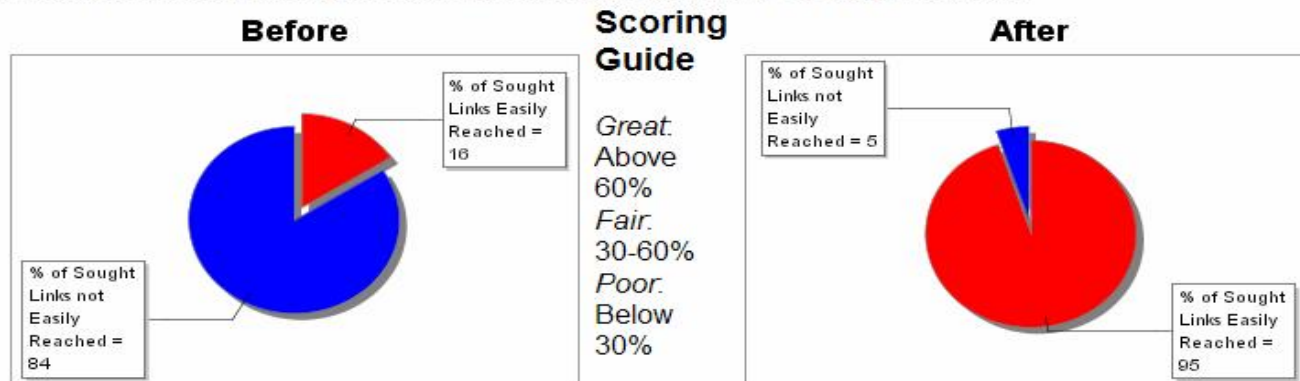 Before
% of Sought
Links Easily
Reached =
16
% of Sought
Links not
Easily
Reached =
84
Scoring
Guide
Great:
Above
60%
Fair:
30-60%
Poor:
Below
30%
After
% of Sought
Links not
Easily
Reached = 5
% of Sought
Links Easily
Reached =
95